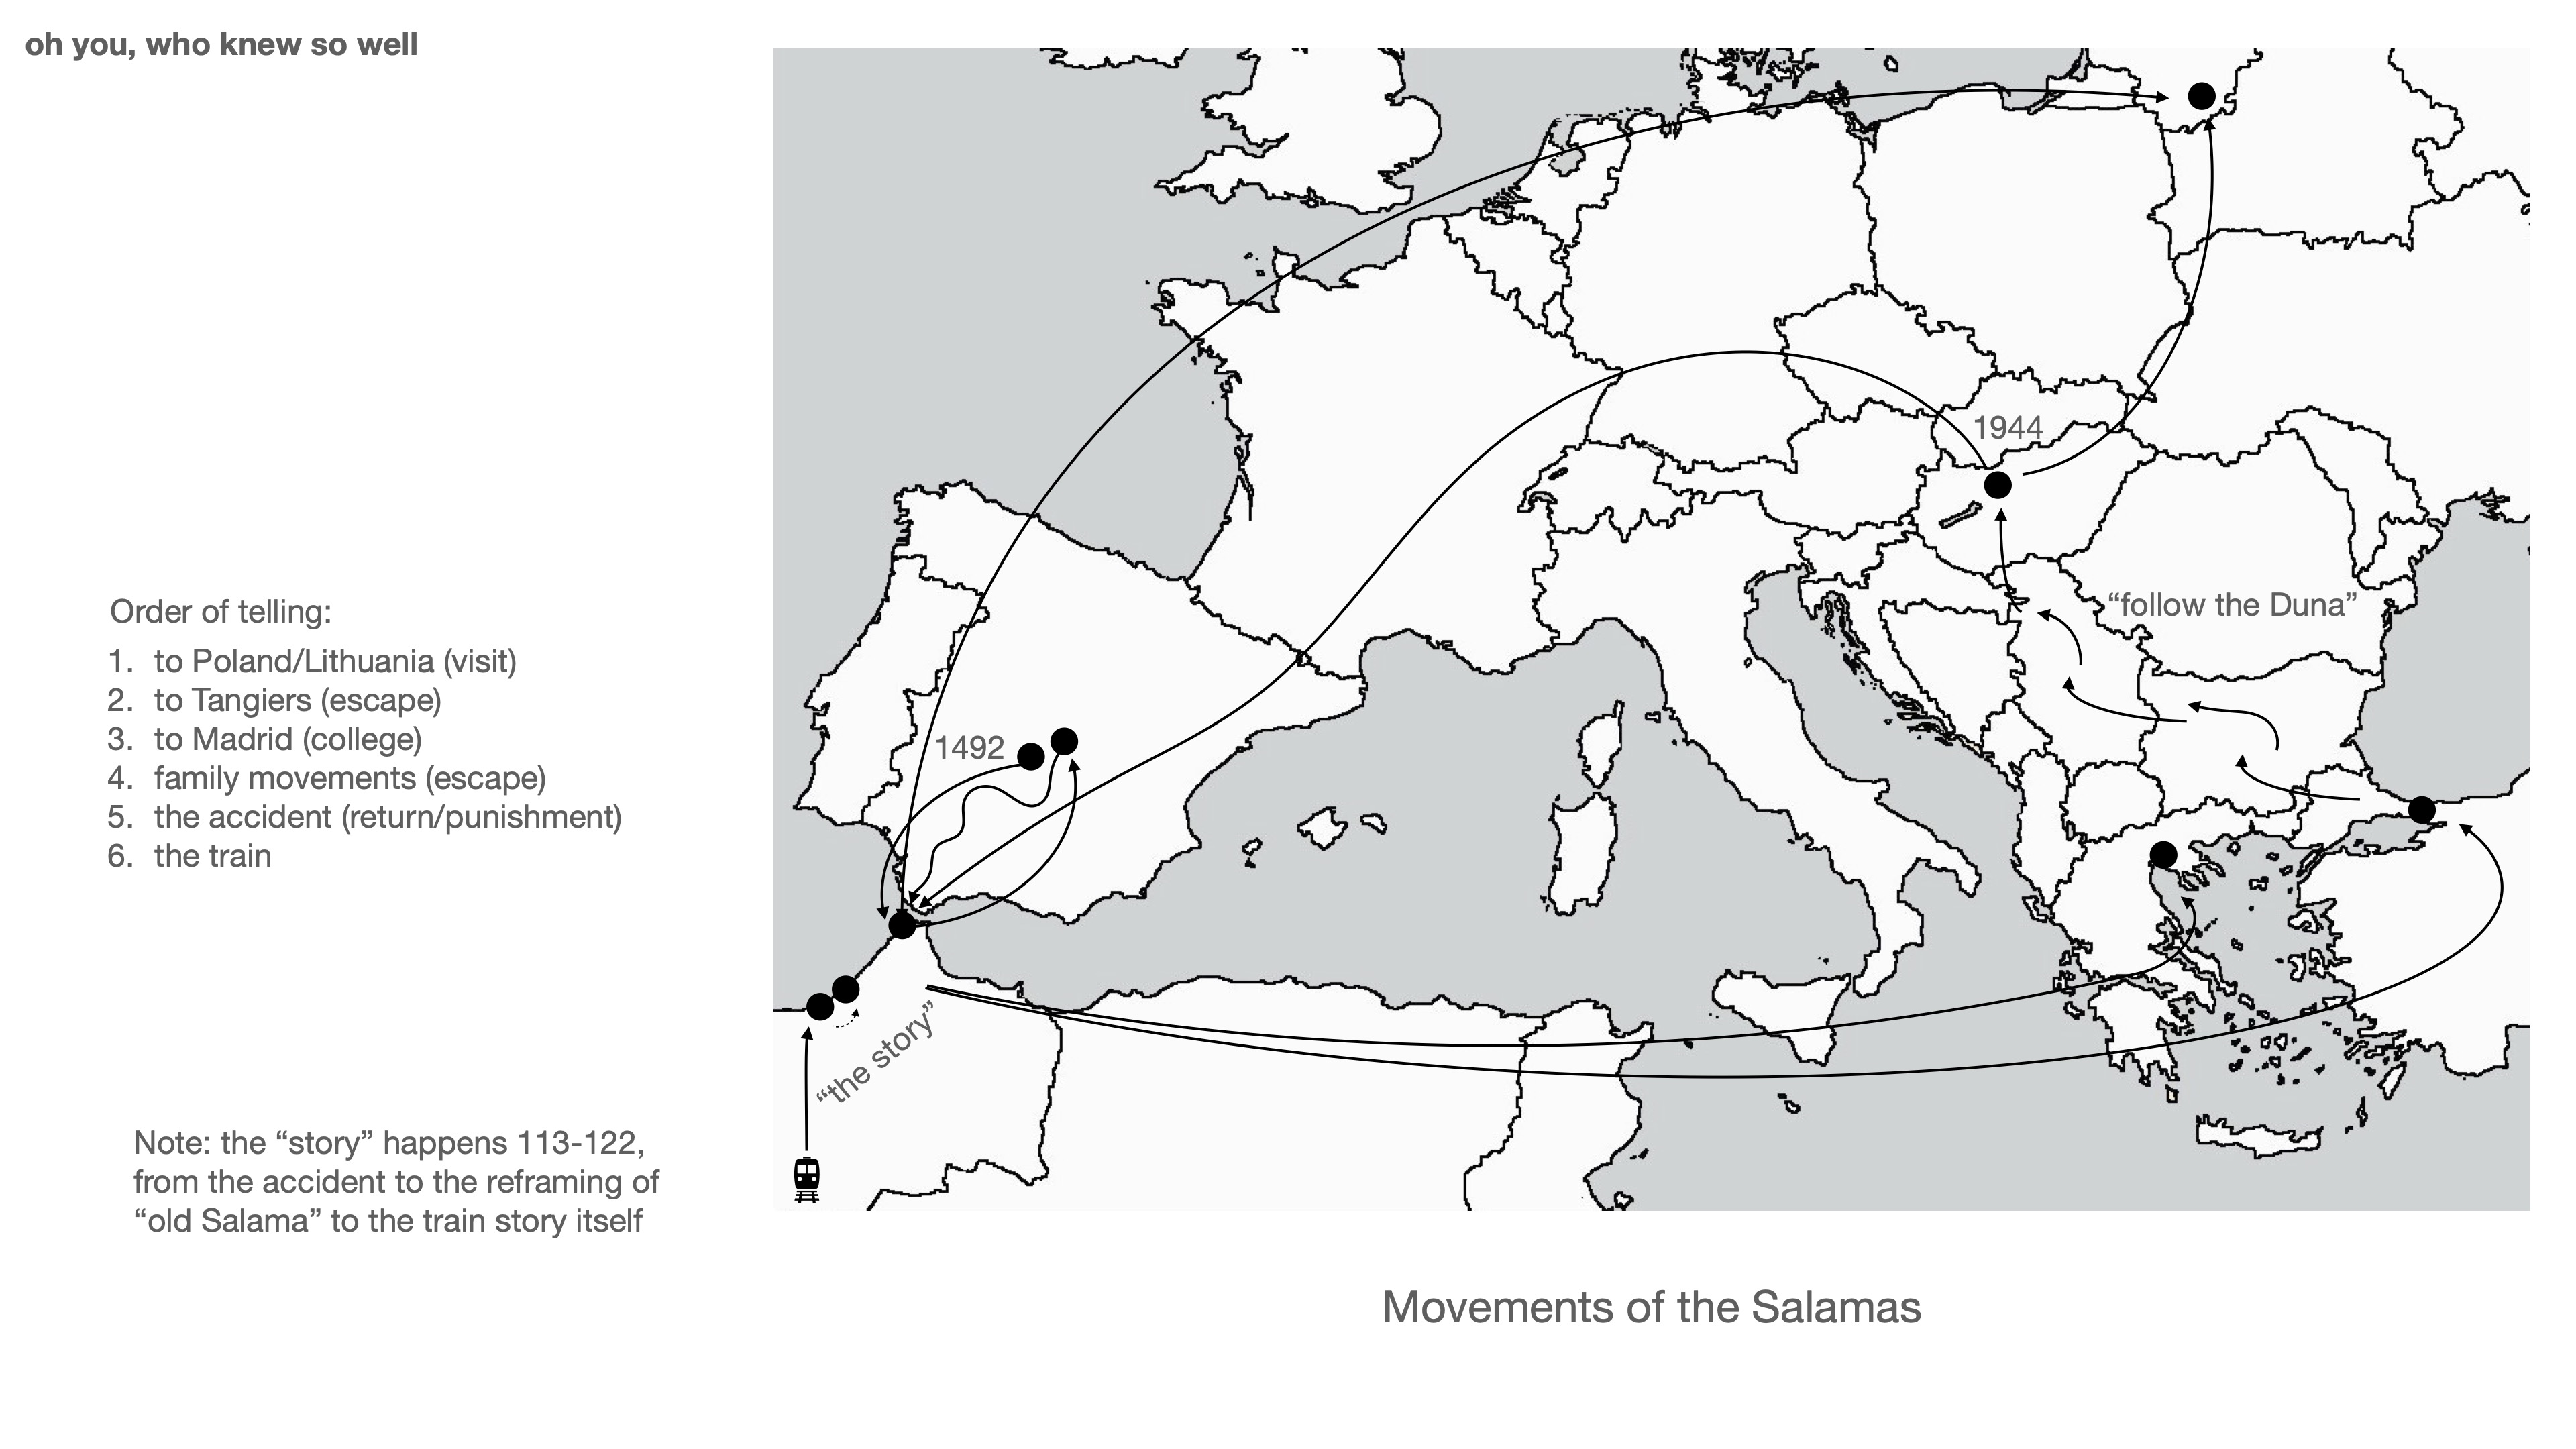 oh you, who knew so well
Order of telling:
1. to Poland/Lithuania (visit)
2. to Tangiers (escape)
3. to Madrid (college)
4. family movements (escape)
5. the accident (return/punishment)
6. the train
Note: the “story” happens 113-122,
from the accident to the reframing of
“old Salama” to the train story itself
1944
“follow the Duna”
1492
“the story”
Movements of the Salamas